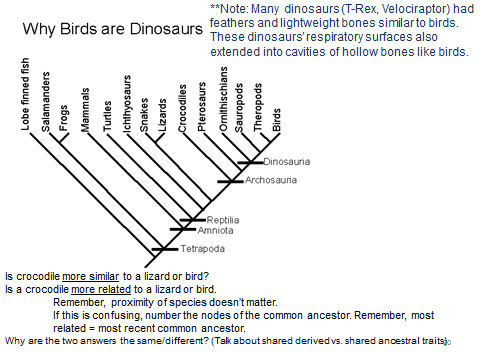 **Note: Many dinosaurs (T-Rex, Velociraptor) had
feathers and lightweight bones similar to birds.
These dinosaurs' respiratory surfaces also
extended into cavities of hollow bones like birds.
Why Birds are Dinosaurs
Lobe finned fish
Salamanders
Frogs
Mammals
Turtles
Ichthyosaurs
Snakes
Lizards
Crocodiles
Pterosaurs
Ornithischians
Sauropods
Theropods
Birds
Dinosauria
Archosauria
Reptilia
Amniota
Tetrapoda
Is crocodile more similar to a lizard or bird?
Is a crocodile more related to a lizard or bird.
Remember, proximity of species doesn't matter.
If this is confusing, number the nodes of the common ancestor. Remember, most
related = most recent common ancestor.
Why are the two answers the same/different? (Talk about shared derived vs. shared ancestral traits)